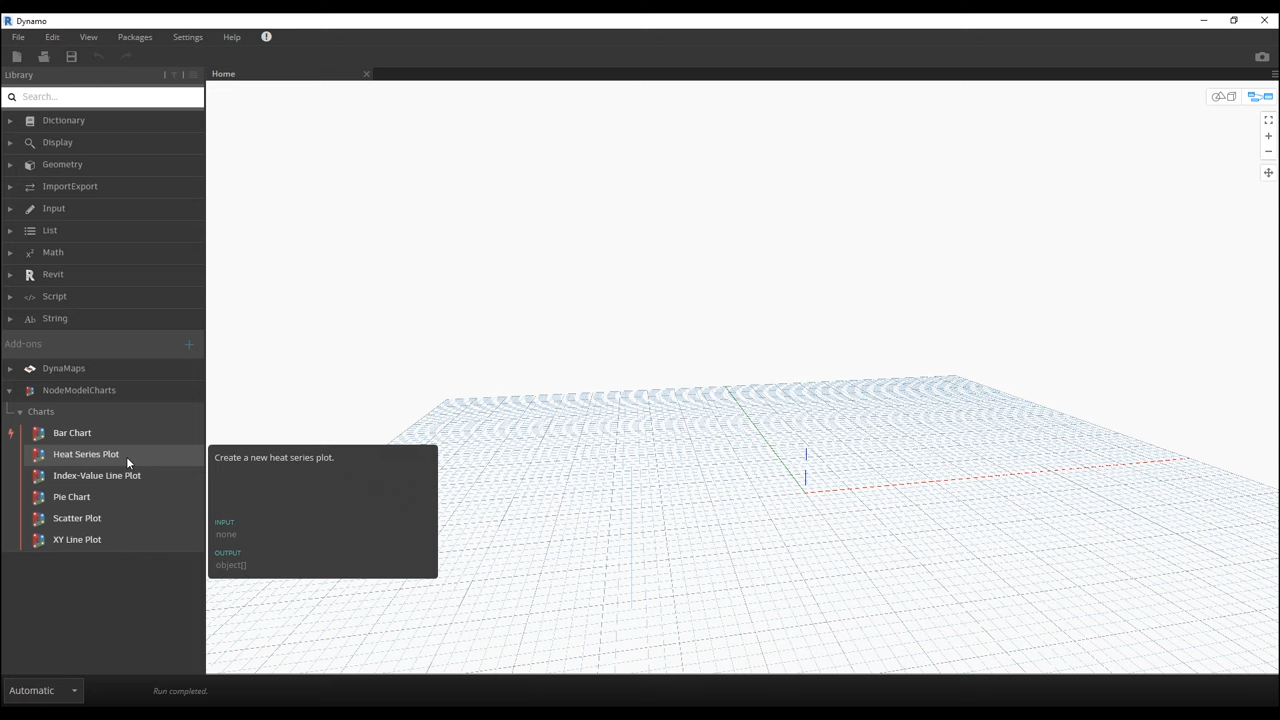 Dynamo
File Edit View Packages Settings Help
Library
Home
Search...
Dictionary
Display
Geometry
ImportExport
Input
List
Math
Revit
Script
String
Add-ons
DynaMaps
NodeModelCharts
Charts
Bar Chart
Heat Series Plot
Index-Value Line Plot
Pie Chart
Scatter Plot
XY Line Plot
Create a new heat series plot.
INPUT
none
OUTPUT
object[]
Automatic
Run completed.